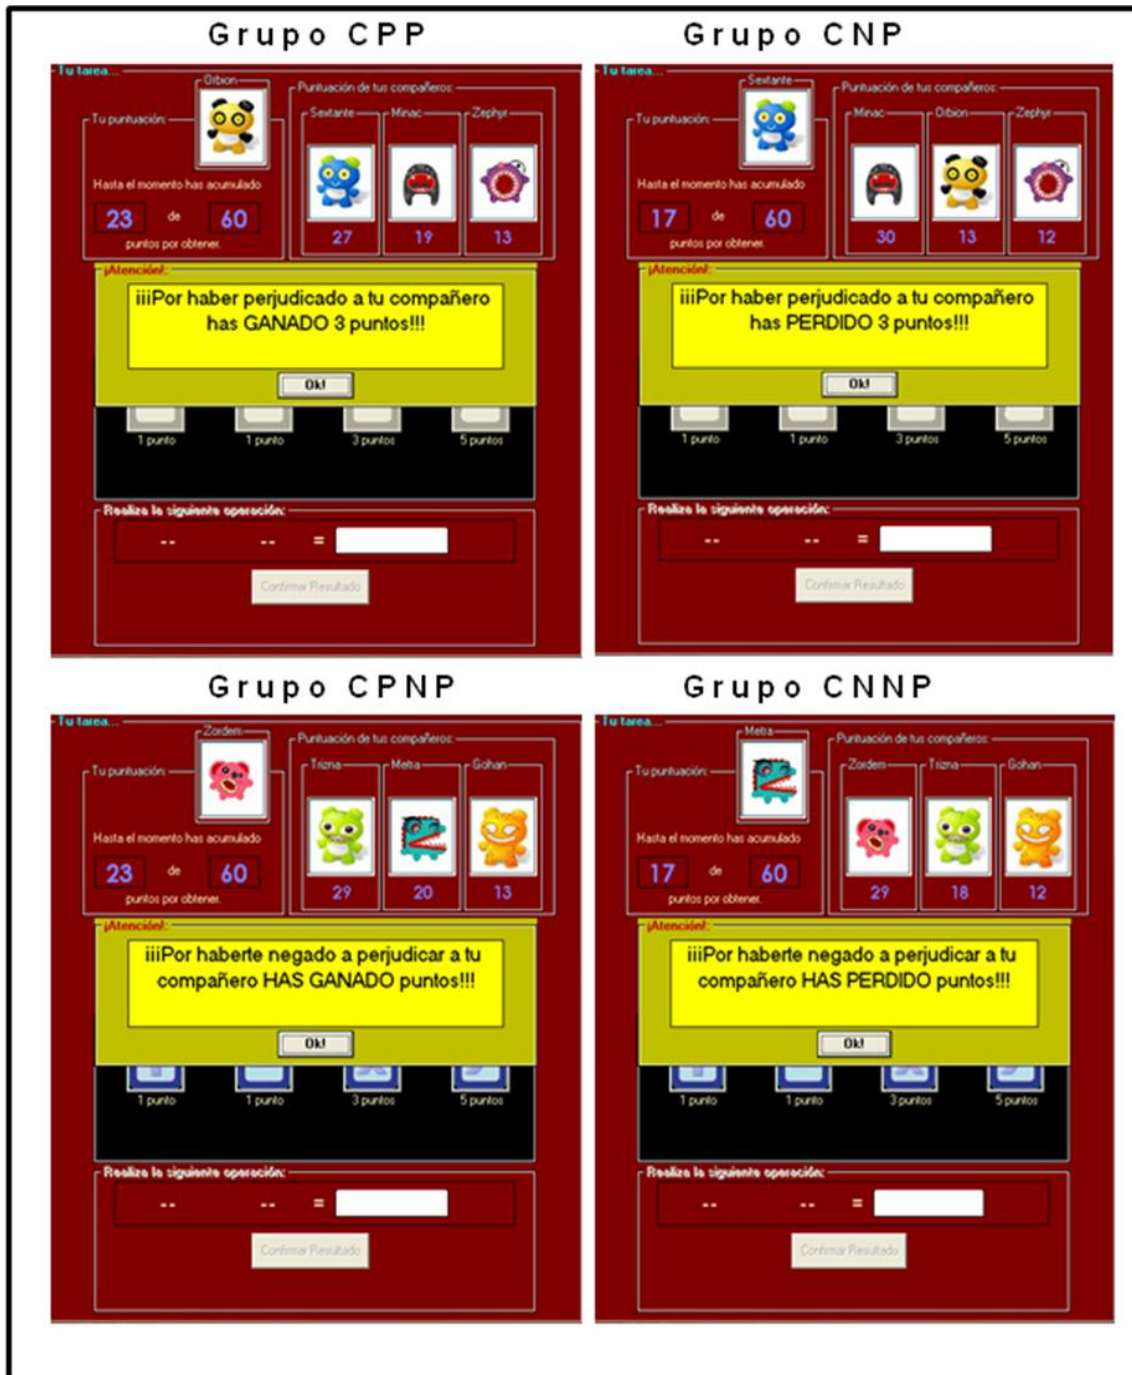 Grupo CPP
Tu tarea...
Orbion
Puntuación de tus compañeros:
Tu puntuación:
Sextante Minac Zephyr
Hasta el momento has acumulado
23 de 60
27 19 13
puntos por obtener.
¡Atención!:
¡¡¡Por haber perjudicado a tu compañero
has GANADO 3 puntos!!!
Ok!
1 punto 1 punto 3 puntos 5 puntos
Realiza la siguiente operación:
-- -- =
Confirmar Resultado
Grupo CNP
Tu tarea...
Sextante
Puntuación de tus compañeros:
Tu puntuación:
Minac Orbion Zephyr
Hasta el momento has acumulado
17 de 60
30 13 12
puntos por obtener.
¡Atención!:
¡¡¡Por haber perjudicado a tu compañero
has PERDIDO 3 puntos!!!
Ok!
1 punto 1 punto 3 puntos 5 puntos
Realiza la siguiente operación:
-- -- =
Confirmar Resultado
Grupo CPNP
Tu tarea...
Zordem
Puntuación de tus compañeros:
Tu puntuación:
Trizna Metra Gohan
Hasta el momento has acumulado
23 de 60
29 20 13
puntos por obtener.
¡Atención!:
¡¡¡Por haberte negado a perjudicar a tu
compañero HAS GANADO puntos!!!
Ok!
1 punto 1 punto 3 puntos 5 puntos
Realiza la siguiente operación:
-- -- =
Confirmar Resultado
Grupo CNNP
Tu tarea...
Metra
Puntuación de tus compañeros:
Tu puntuación:
Zordem Trizna Gohan
Hasta el momento has acumulado
17 de 60
29 18 12
puntos por obtener.
¡Atención!:
¡¡¡Por haberte negado a perjudicar a tu
compañero HAS PERDIDO puntos!!!
Ok!
1 punto 1 punto 3 puntos 5 puntos
Realiza la siguiente operación:
-- -- =
Confirmar Resultado